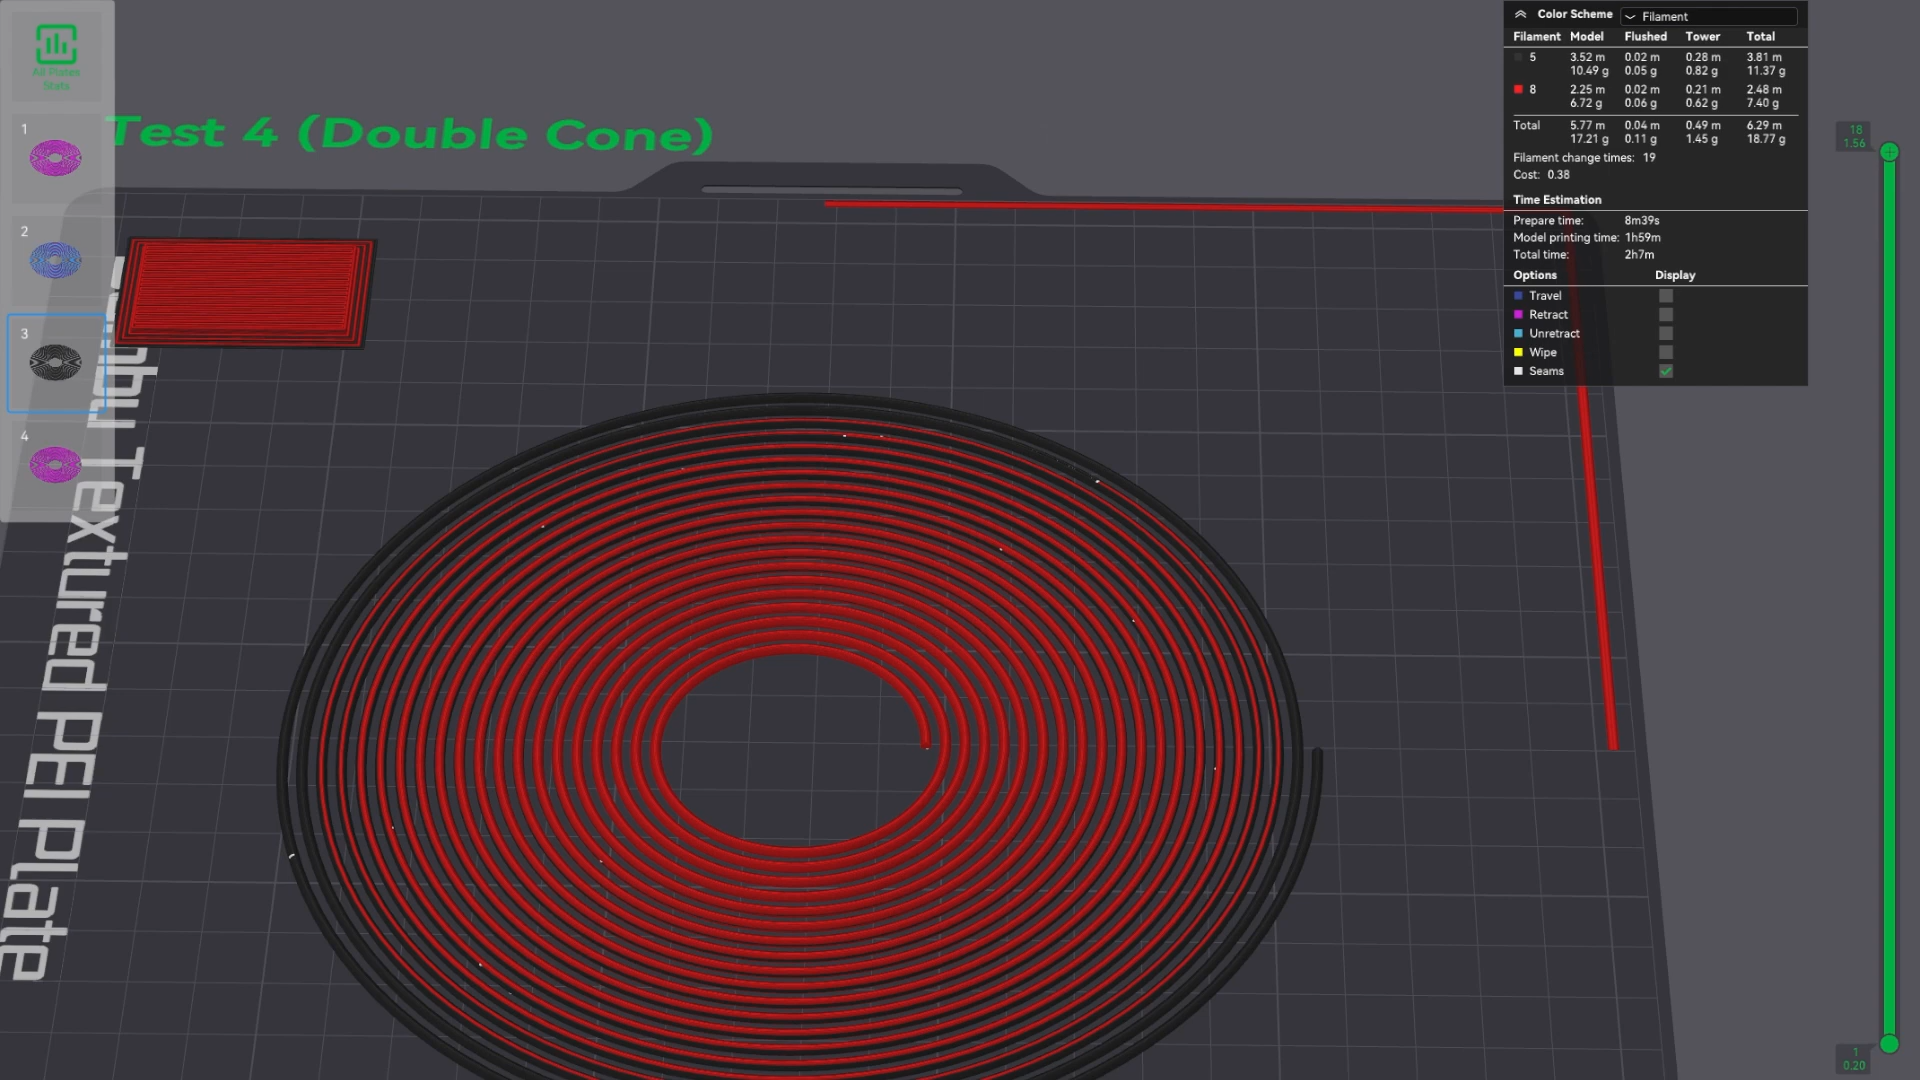 All Plates
Stats
1
2
3
4
Test 4 (Double Cone)
Textured PEI Plate
Color Scheme Filament
Filament Model Flushed Tower Total
5 3.52 m 0.02 m 0.28 m 3.81 m
10.49 g 0.05 g 0.82 g 11.37 g
8 2.25 m 0.02 m 0.21 m 2.48 m
6.72 g 0.06 g 0.62 g 7.40 g
Total 5.77 m 0.04 m 0.49 m 6.29 m
17.21 g 0.11 g 1.45 g 18.77 g
Filament change times: 19
Cost: 0.38
Time Estimation
Prepare time: 8m39s
Model printing time: 1h59m
Total time: 2h7m
Options Display
Travel
Retract
Unretract
Wipe
Seams
18
1.56
1
0.20